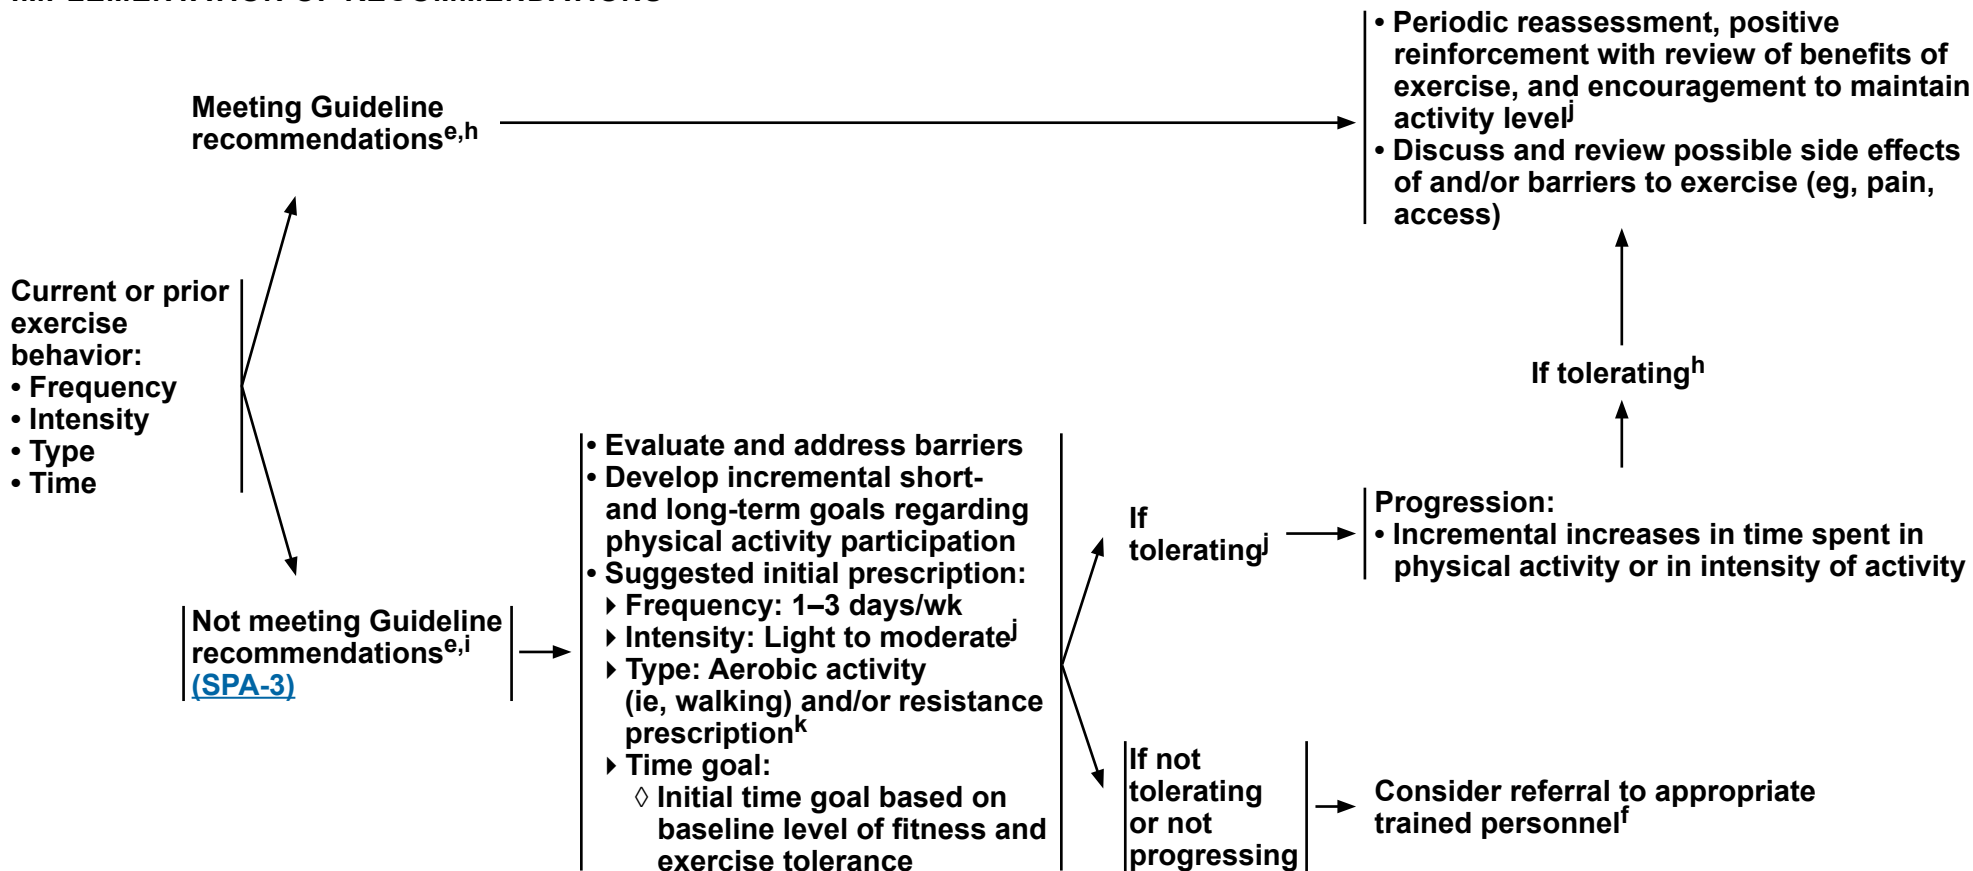 Meeting Guideline
recommendationse,h
• Periodic reassessment, positive
reinforcement with review of benefits of
exercise, and encouragement to maintain
activity levelj
• Discuss and review possible side effects
of and/or barriers to exercise (eg, pain,
access)
Current or prior
exercise
behavior:
• Frequency
• Intensity
• Type
• Time
Not meeting Guideline
recommendationse,i
(SPA-3)
• Evaluate and address barriers
• Develop incremental short-
and long-term goals regarding
physical activity participation
• Suggested initial prescription:
▸ Frequency: 1–3 days/wk
▸ Intensity: Light to moderatej
▸ Type: Aerobic activity
(ie, walking) and/or resistance
prescriptionk
▸ Time goal:
◊ Initial time goal based on
baseline level of fitness and
exercise tolerance
If
toleratingj
Progression:
• Incremental increases in time spent in
physical activity or in intensity of activity
If toleratingh
If not
tolerating
or not
progressing
Consider referral to appropriate
trained personnelf